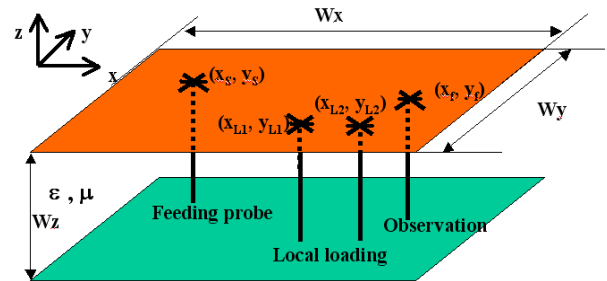 Wx
z
y
x
(xS, yS)
(xf, yf)
(xL1, yL1)
(xL2, yL2)
Wy
ε , μ
Wz
Feeding probe
Observation
Local loading